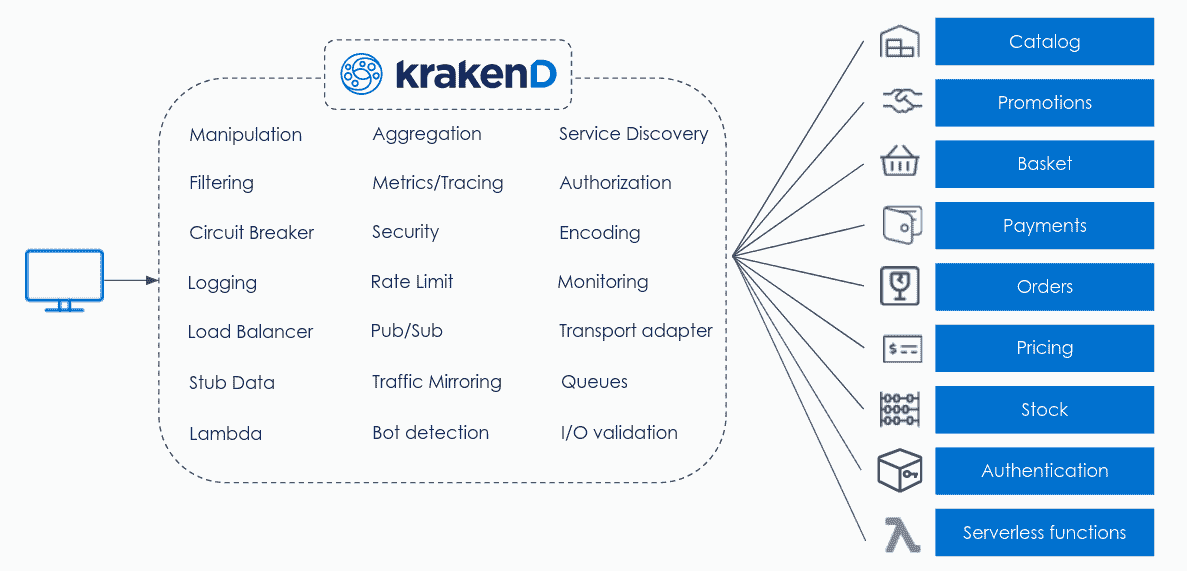 krakenD
Manipulation Aggregation Service Discovery
Filtering Metrics/Tracing Authorization
Circuit Breaker Security Encoding
Logging Rate Limit Monitoring
Load Balancer Pub/Sub Transport adapter
Stub Data Traffic Mirroring Queues
Lambda Bot detection I/O validation
Catalog
Promotions
Basket
Payments
Orders
$
Pricing
Stock
Authentication
λ
Serverless functions